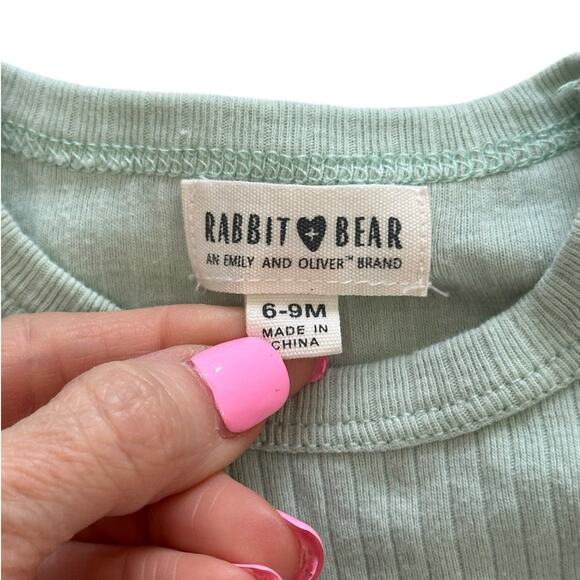 RABBIT BEAR
AN EMILY AND OLIVER™ BRAND
6-9M
MADE IN
CHINA